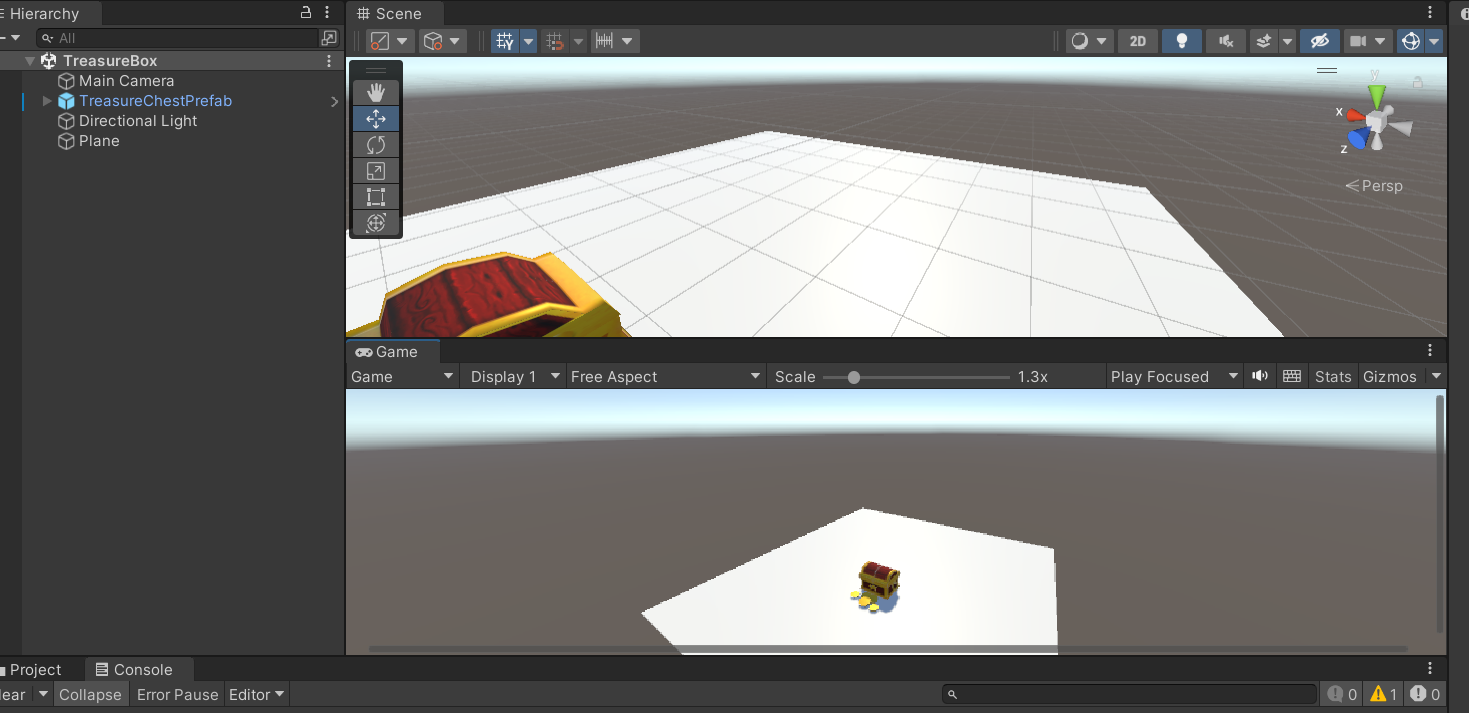 Hierarchy
All
TreasureBox
Main Camera
TreasureChestPrefab
Directional Light
Plane
Scene
2D
y
x
z
Persp
Game
Game Display 1 Free Aspect Scale 1.3x Play Focused Stats Gizmos
Project Console
lear Collapse Error Pause Editor 0 1 0